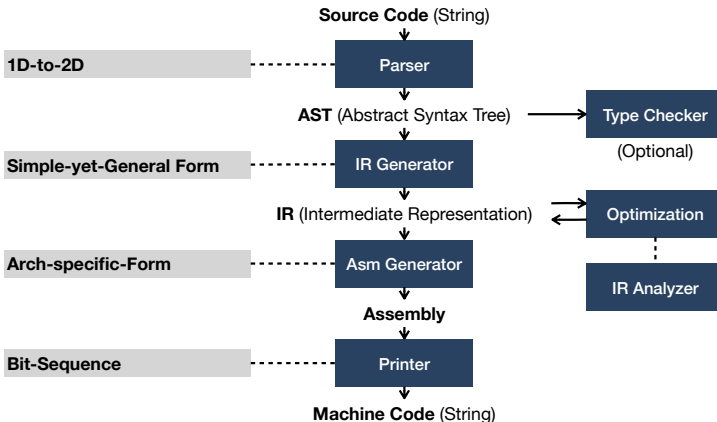 Source Code (String)
1D-to-2D
Parser
AST (Abstract Syntax Tree)
Type Checker
(Optional)
Simple-yet-General Form
IR Generator
IR (Intermediate Representation)
Optimization
Arch-specific-Form
Asm Generator
IR Analyzer
Assembly
Bit-Sequence
Printer
Machine Code (String)